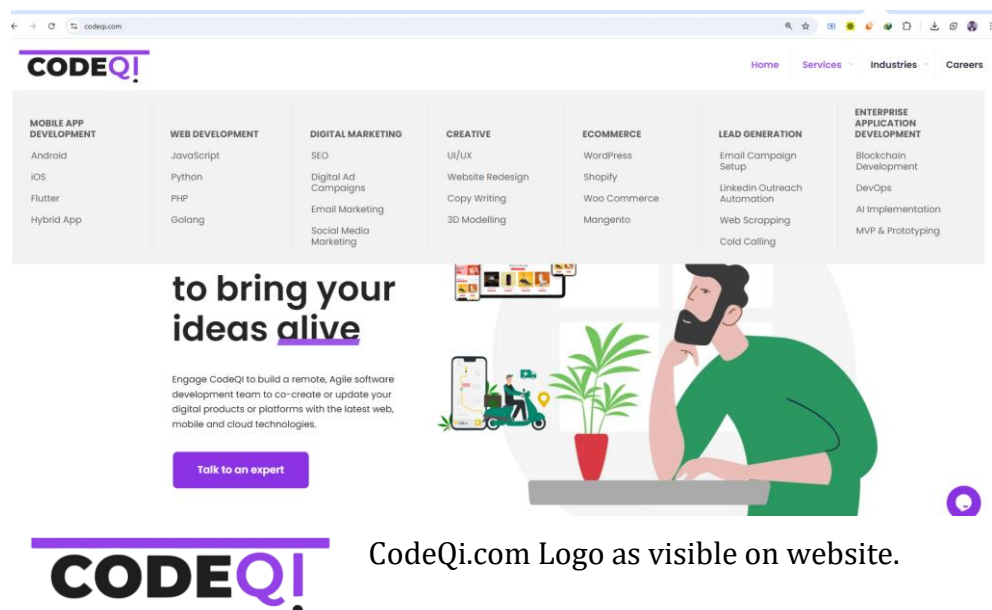 codeqi.com
CODEQI
Home Services Industries Careers
MOBILE APP
DEVELOPMENT
Android
iOS
Flutter
Hybrid App
WEB DEVELOPMENT
JavaScript
Python
PHP
Golang
DIGITAL MARKETING
SEO
Digital Ad
Campaigns
Email Marketing
Social Media
Marketing
CREATIVE
UI/UX
Website Redesign
Copy Writing
3D Modelling
ECOMMERCE
WordPress
Shopify
Woo Commerce
Mangento
LEAD GENERATION
Email Campaign
Setup
Linkedin Outreach
Automation
Web Scrapping
Cold Calling
ENTERPRISE
APPLICATION
DEVELOPMENT
Blockchain
Development
DevOps
AI Implementation
MVP & Prototyping
to bring your
ideas alive
Engage CodeQI to build a remote, Agile software
development team to co-create or update your
digital products or platforms with the latest web,
mobile and cloud technologies.
Talk to an expert
CODEQI
CodeQi.com Logo as visible on website.